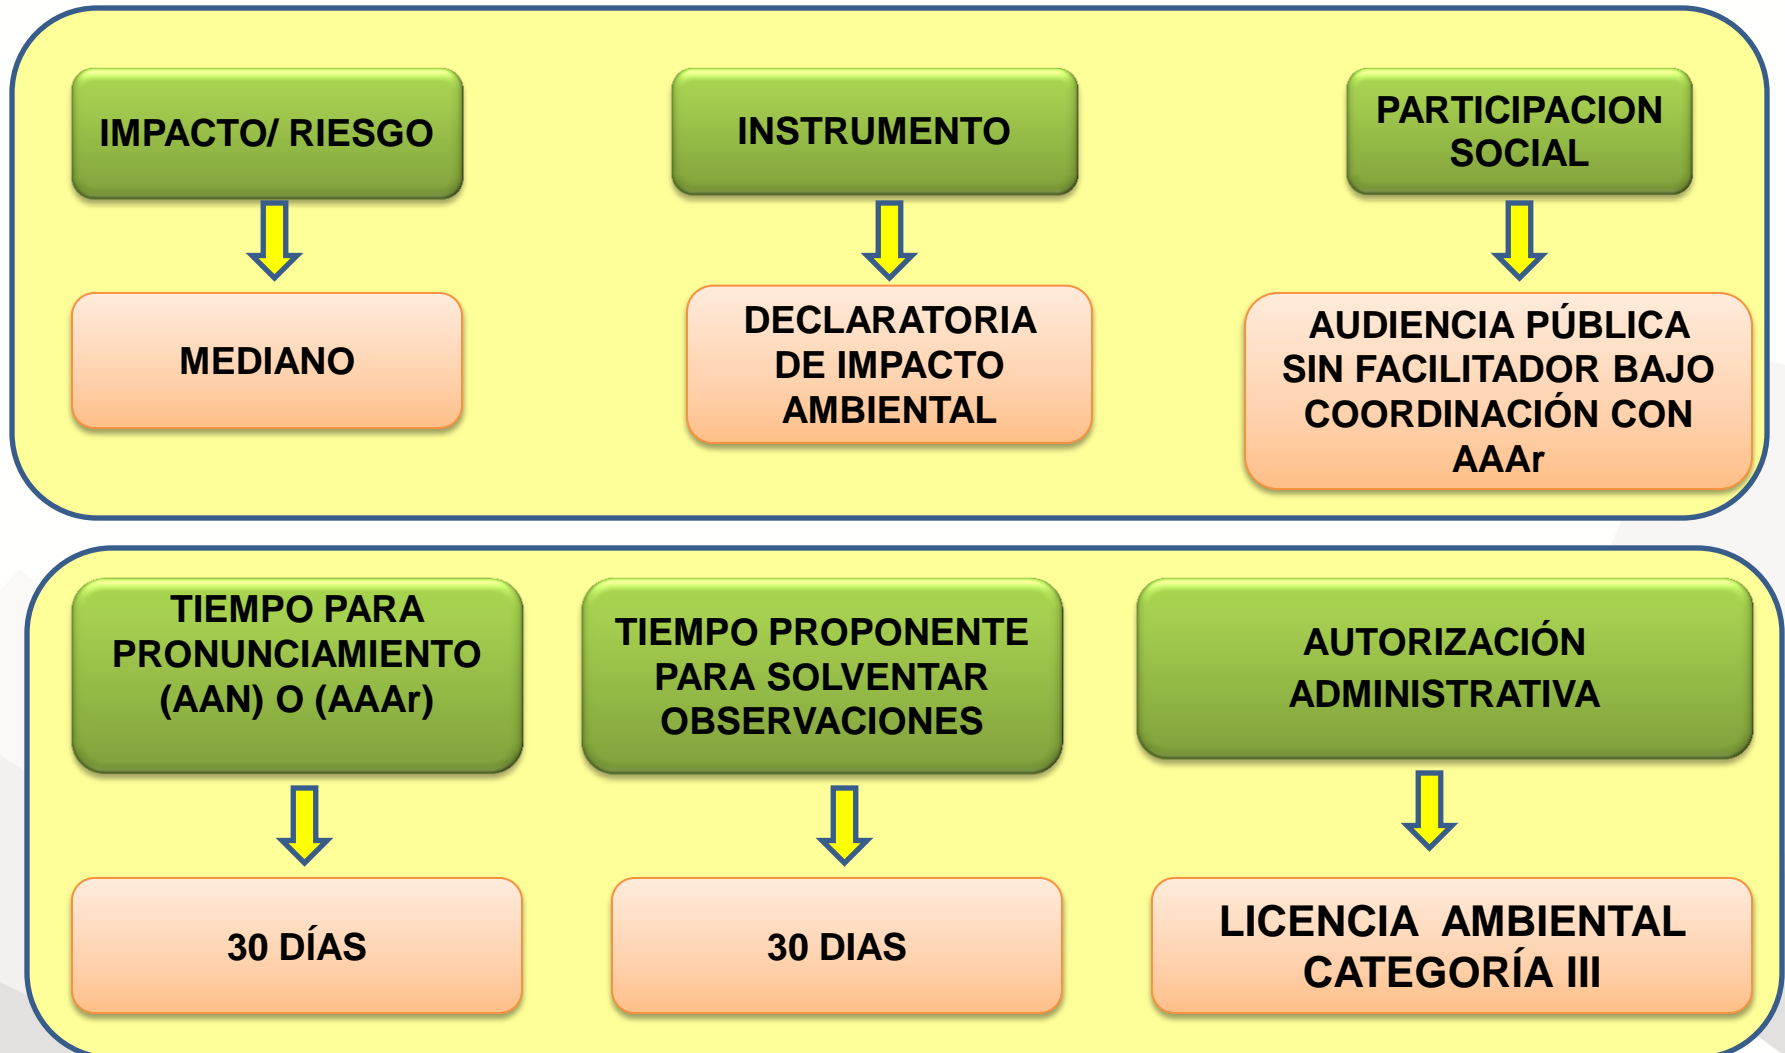 IMPACTO/ RIESGO
MEDIANO
INSTRUMENTO
DECLARATORIA
DE IMPACTO
AMBIENTAL
PARTICIPACION
SOCIAL
AUDIENCIA PÚBLICA
SIN FACILITADOR BAJO
COORDINACIÓN CON
AAAr
TIEMPO PARA
PRONUNCIAMIENTO
(AAN) O (AAAr)
30 DÍAS
TIEMPO PROPONENTE
PARA SOLVENTAR
OBSERVACIONES
30 DIAS
AUTORIZACIÓN
ADMINISTRATIVA
LICENCIA AMBIENTAL
CATEGORÍA III